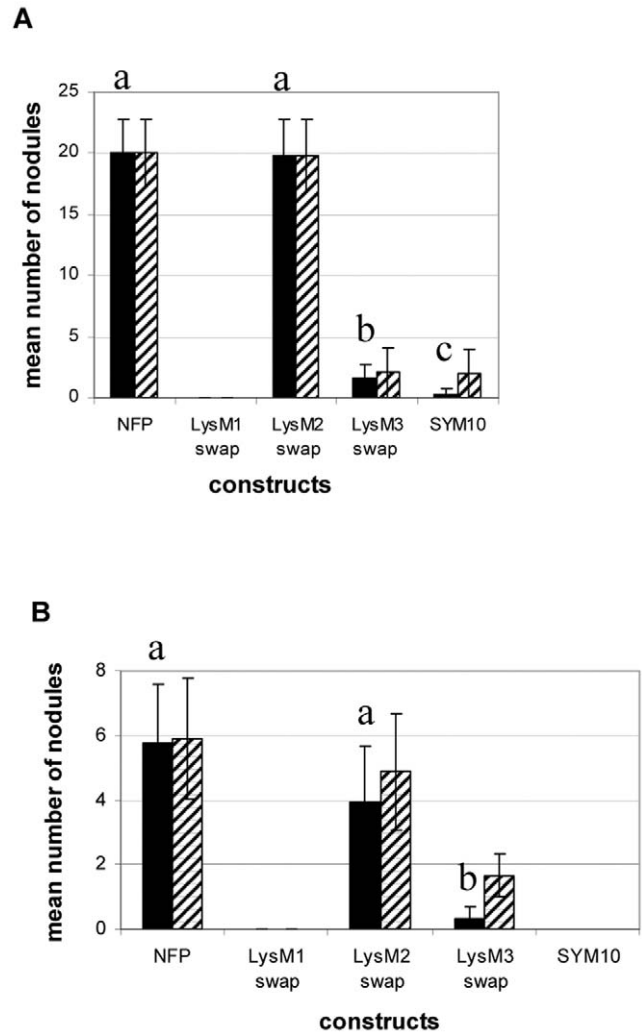 A
a a
25
20
15
10
5
0
b
c
mean number of nodules
NFP LysM1 LysM2 LysM3 SYM10
swap swap swap
constructs
B
a
8
6
4
2
0
a
b
mean number of nodules
NFP LysM1 LysM2 LysM3 SYM10
swap swap swap
constructs